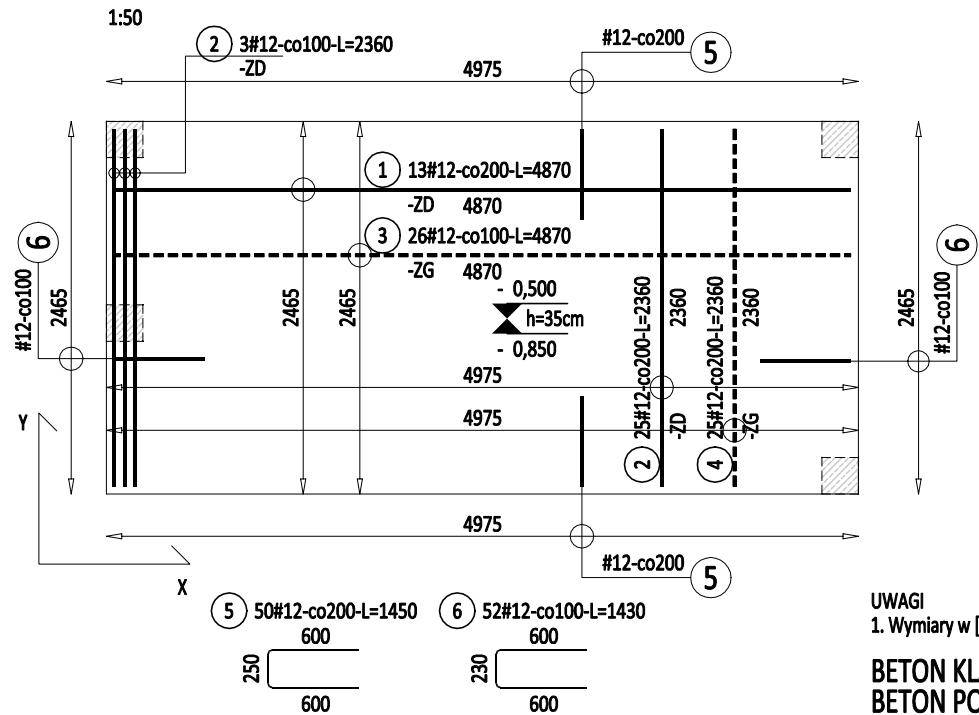 1:50
2 3#12-co100-L=2360
-ZD
#12-co200 5
4975
1 13#12-co200-L=4870
-ZD 4870
3 26#12-co100-L=4870
-ZG 4870
6
#12-co100
2465
2465
2465
- 0,500
h=35cm
- 0,850
2 25#12-co200-L=2360
-ZD
2360
4 25#12-co200-L=2360
-ZG
2360
2465
#12-co100
6
4975
4975
Y
X
4975
#12-co200 5
5 50#12-co200-L=1450
600
250
600
6 52#12-co100-L=1430
600
230
600
UWAGI
1. Wymiary w [
BETON KL
BETON PO